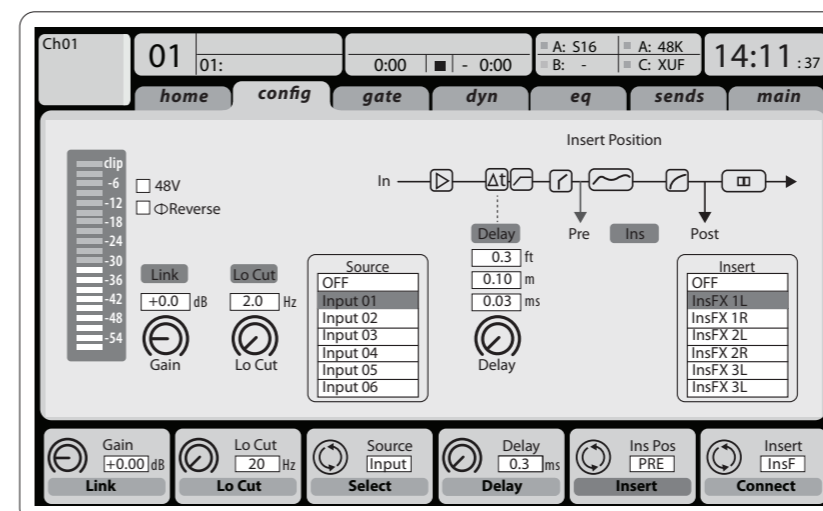 Ch01
01 01:
0:00 - 0:00
A: S16 A: 48K
B: - C: XUF
14:11 :37
home config gate dyn eq sends main
Insert Position
clip
-6
-12
-18
-24
-30
-36
-42
-48
-54
48V
ΦReverse
In
Δt
Pre Ins Post
Link
+0.0 dB
Gain
Lo Cut
2.0 Hz
Lo Cut
Source
OFF
Input 01
Input 02
Input 03
Input 04
Input 05
Input 06
Delay
0.3 ft
0.10 m
0.03 ms
Delay
Insert
OFF
InsFX 1L
InsFX 1R
InsFX 2L
InsFX 2R
InsFX 3L
InsFX 3L
Gain
+0.00 dB
Link
Lo Cut
20 Hz
Lo Cut
Source
Input
Select
Delay
0.3 ms
Delay
Ins Pos
PRE
Insert
Insert
InsF
Connect